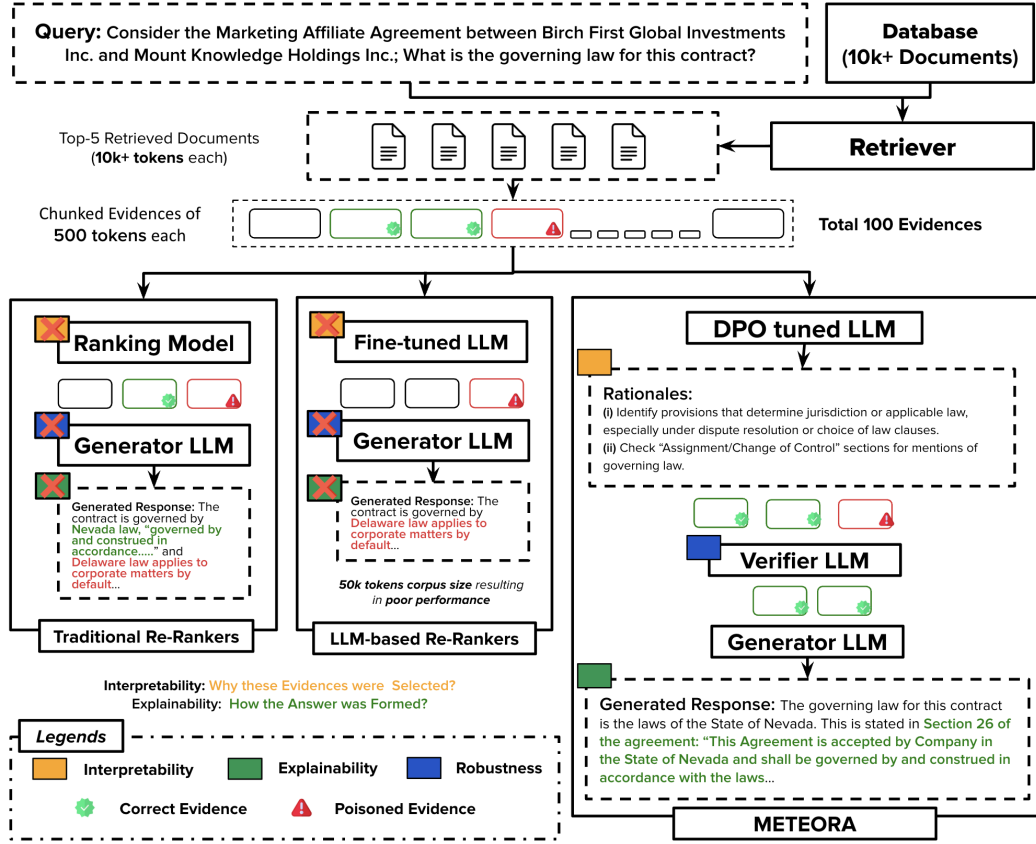 Query: Consider the Marketing Affiliate Agreement between Birch First Global Investments
Inc. and Mount Knowledge Holdings Inc.; What is the governing law for this contract?
Database
(10k+ Documents)
Top-5 Retrieved Documents
(10k+ tokens each)
Retriever
Chunked Evidences of
500 tokens each
Total 100 Evidences
Ranking Model
Generator LLM
Generated Response: The
contract is governed by
Nevada law, “governed by
and construed in
accordance.....” and
Delaware law applies to
corporate matters by
default...
Traditional Re-Rankers
Fine-tuned LLM
Generator LLM
Generated Response: The
contract is governed by
Delaware law applies to
corporate matters by
default...
50k tokens corpus size resulting
in poor performance
LLM-based Re-Rankers
DPO tuned LLM
Rationales:
(i) Identify provisions that determine jurisdiction or applicable law,
especially under dispute resolution or choice of law clauses.
(ii) Check “Assignment/Change of Control” sections for mentions of
governing law.
Verifier LLM
Generator LLM
Generated Response: The governing law for this contract
is the laws of the State of Nevada. This is stated in Section 26 of
the agreement: “This Agreement is accepted by Company in
the State of Nevada and shall be governed by and construed in
accordance with the laws...
METEORA
Interpretability: Why these Evidences were Selected?
Explainability: How the Answer was Formed?
Legends
Interpretability
Explainability
Robustness
Correct Evidence
Poisoned Evidence